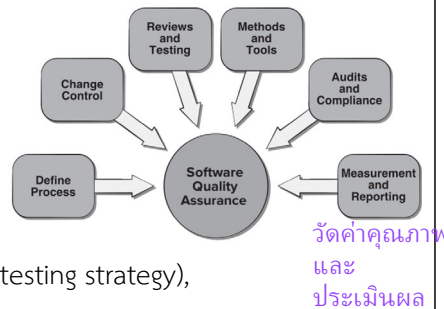 Reviews
and
Testing
Methods
and
Tools
Change
Control
Audits
and
Compliance
Define
Process
Software
Quality
Assurance
Measurement
and
Reporting
วัดค่าคุณภาพ
และ
ประเมินผล
testing strategy),